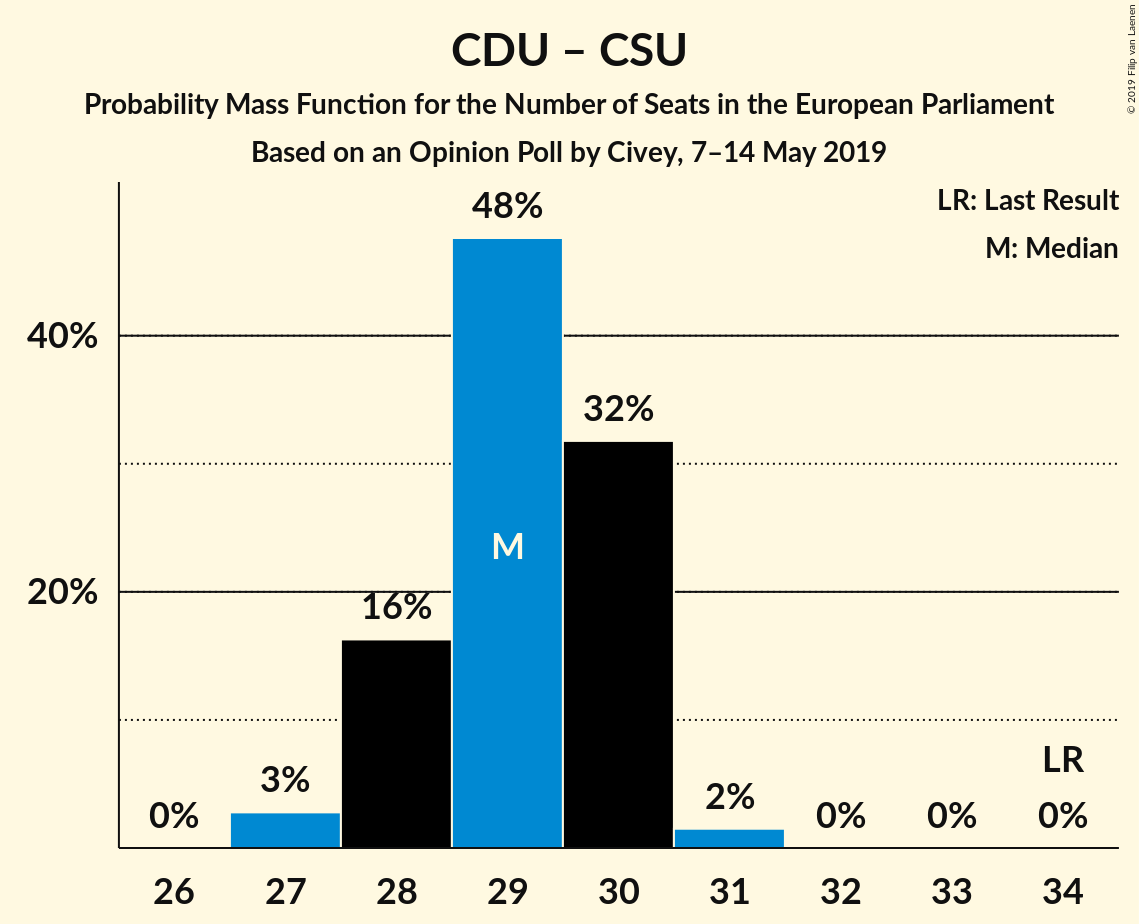 © 2019 Filip van Laenen
CDU – CSU
Probability Mass Function for the Number of Seats in the European Parliament
Based on an Opinion Poll by Civey, 7–14 May 2019
LR: Last Result
M: Median
48%
40%
32%
M
20%
16%
LR
0%
3%
2%
0%
0%
0%
26 27 28 29 30 31 32 33 34